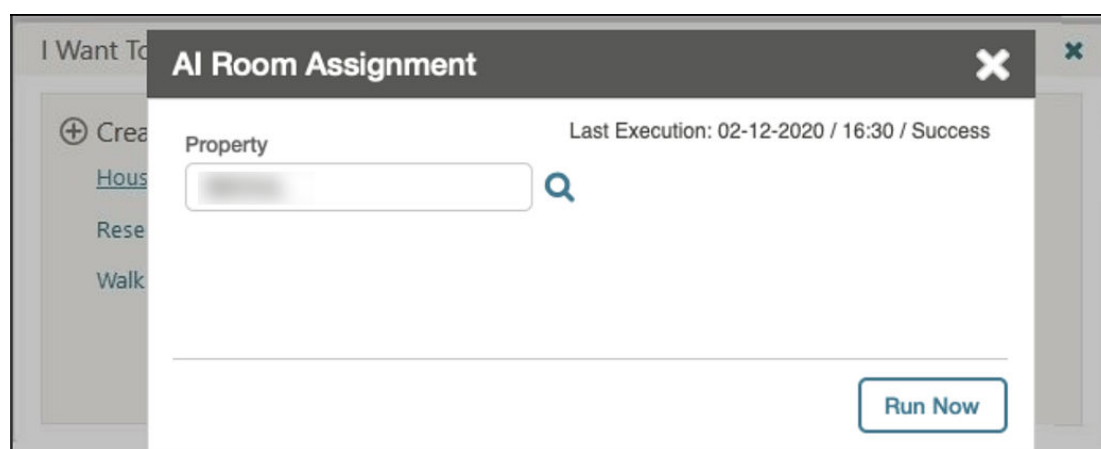 I Want To
AI Room Assignment
Crea
Property
Last Execution: 02-12-2020 / 16:30 / Success
Hous
Rese
Walk
Run Now